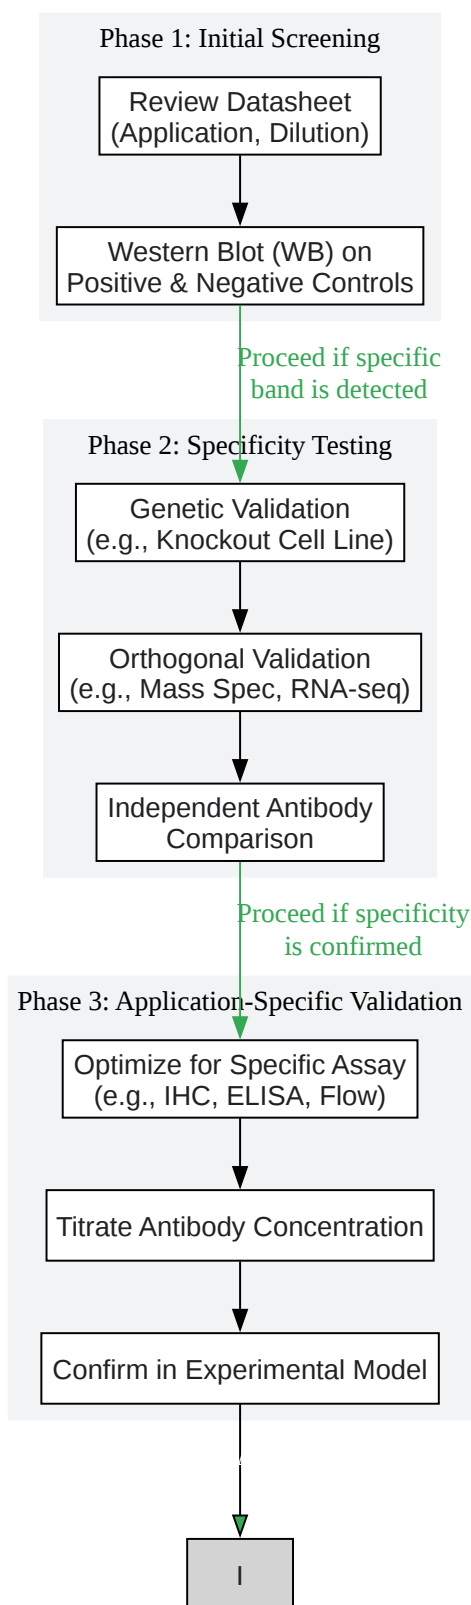 Phase 1: Initial Screening
Review Datasheet
(Application, Dilution)
Western Blot (WB) on
Positive & Negative Controls
Proceed if specific
band is detected
Phase 2: Specificity Testing
Genetic Validation
(e.g., Knockout Cell Line)
Orthogonal Validation
(e.g., Mass Spec, RNA-seq)
Independent Antibody
Comparison
Proceed if specificity
is confirmed
Phase 3: Application-Specific Validation
Optimize for Specific Assay
(e.g., IHC, ELISA, Flow)
Titrate Antibody Concentration
Confirm in Experimental Model
I